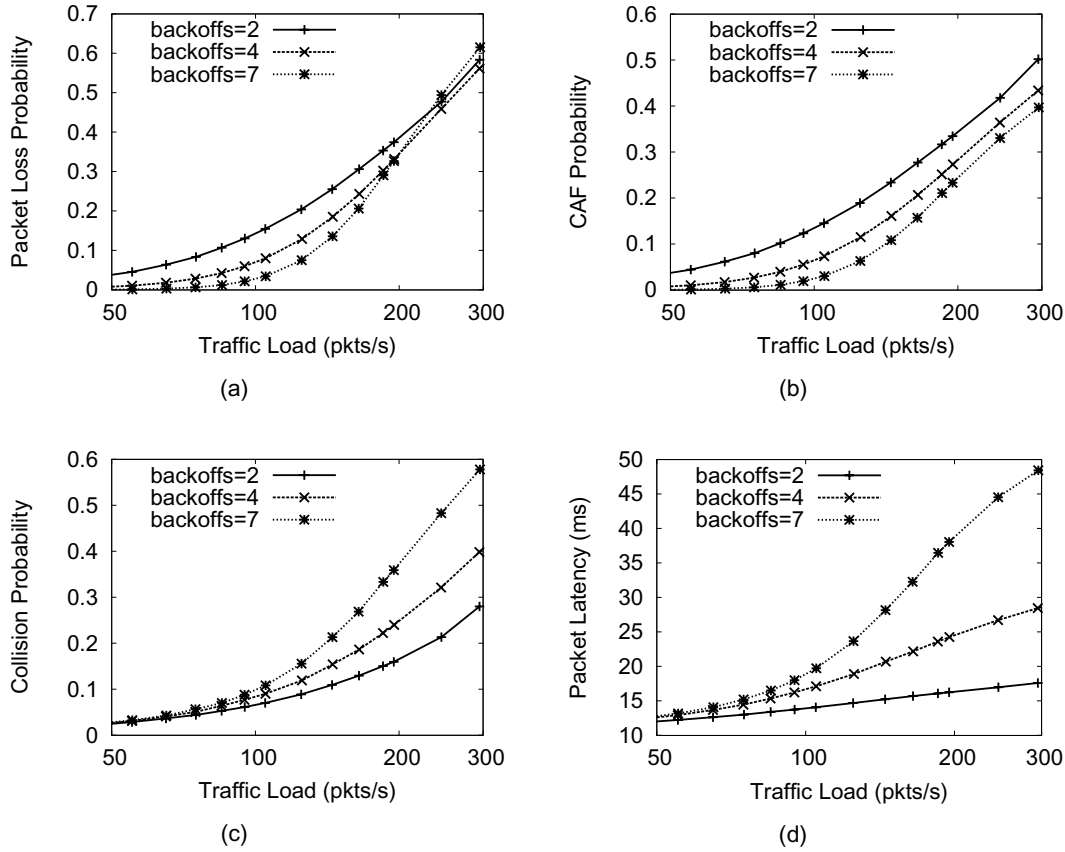 Packet Loss Probability
0.7
0.6
0.5
0.4
0.3
0.2
0.1
0
backoffs=2
backoffs=4
backoffs=7
50 100 200 300
Traffic Load (pkts/s)
(a)
CAF Probability
0.6
0.5
0.4
0.3
0.2
0.1
0
backoffs=2
backoffs=4
backoffs=7
50 100 200 300
Traffic Load (pkts/s)
(b)
Collision Probability
0.6
0.5
0.4
0.3
0.2
0.1
0
backoffs=2
backoffs=4
backoffs=7
50 100 200 300
Traffic Load (pkts/s)
(c)
Packet Latency (ms)
50
45
40
35
30
25
20
15
10
backoffs=2
backoffs=4
backoffs=7
50 100 200 300
Traffic Load (pkts/s)
(d)